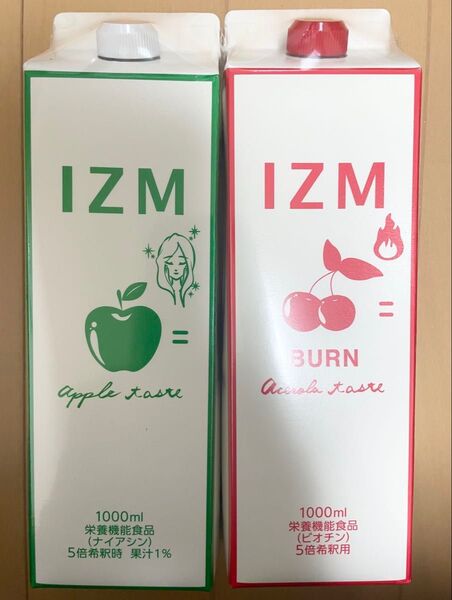 IZM
=
apple taste
1000ml
栄養機能食品
(ナイアシン)
5倍希釈時 果汁1%
IZM
=
BURN
acerola taste
1000ml
栄養機能食品
(ビオチン)
5倍希釈用